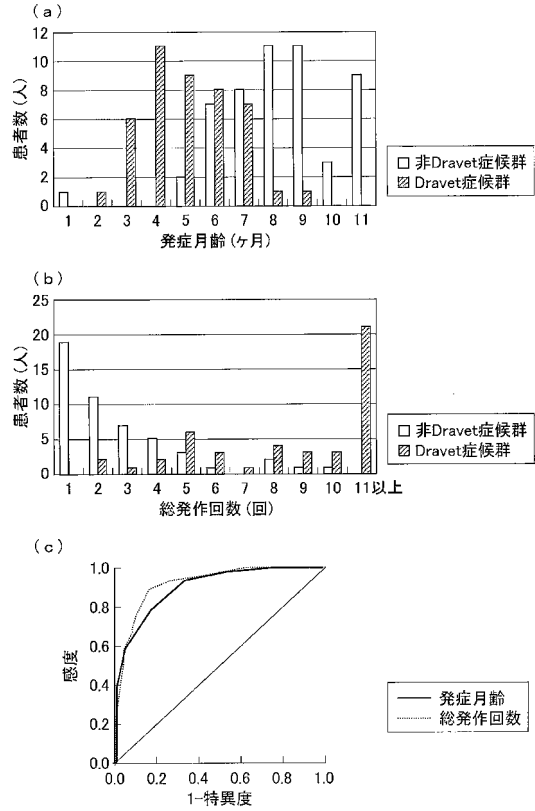 (a)
患者数(人)
12
10
8
6
4
2
0
1 2 3 4 5 6 7 8 9 10 11
発症月齢(ヶ月)
非Dravet症候群
Dravet症候群
(b)
患者数(人)
25
20
15
10
5
0
1 2 3 4 5 6 7 8 9 10 11以上
総発作回数(回)
非Dravet症候群
Dravet症候群
(c)
感度
1.0
0.8
0.6
0.4
0.2
0.0
0.0 0.2 0.4 0.6 0.8 1.0
1-特異度
発症月齢
総発作回数